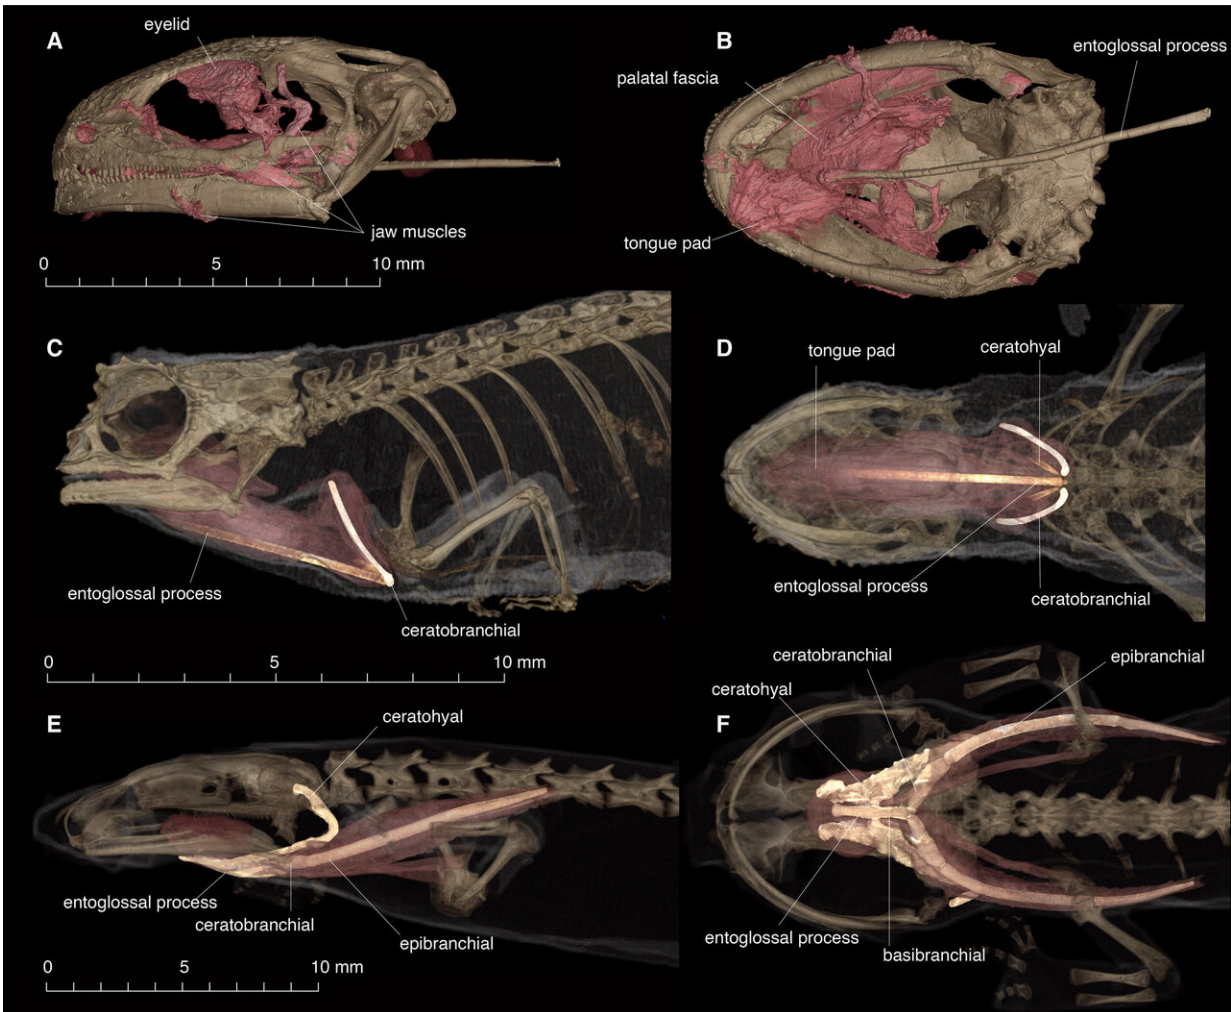 A
eyelid
jaw muscles
0 5 10 mm
B
entoglossal process
palatal fascia
tongue pad
C
entoglossal process
ceratobranchial
0 5 10 mm
D
tongue pad
ceratohyal
entoglossal process
ceratobranchial
E
ceratohyal
entoglossal process
ceratobranchial
epibranchial
0 5 10 mm
F
ceratobranchial
epibranchial
ceratohyal
entoglossal process
basibranchial